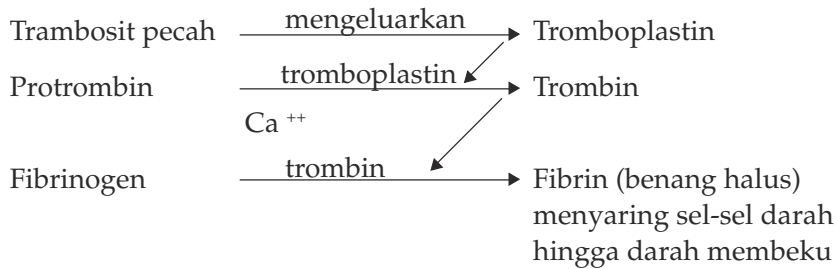 Trambosit pecah mengeluarkan Tromboplastin
Protrombin tromboplastin Trombin
Ca ++
Fibrinogen trombin Fibrin (benang halus)
menyaring sel-sel darah
hingga darah membeku